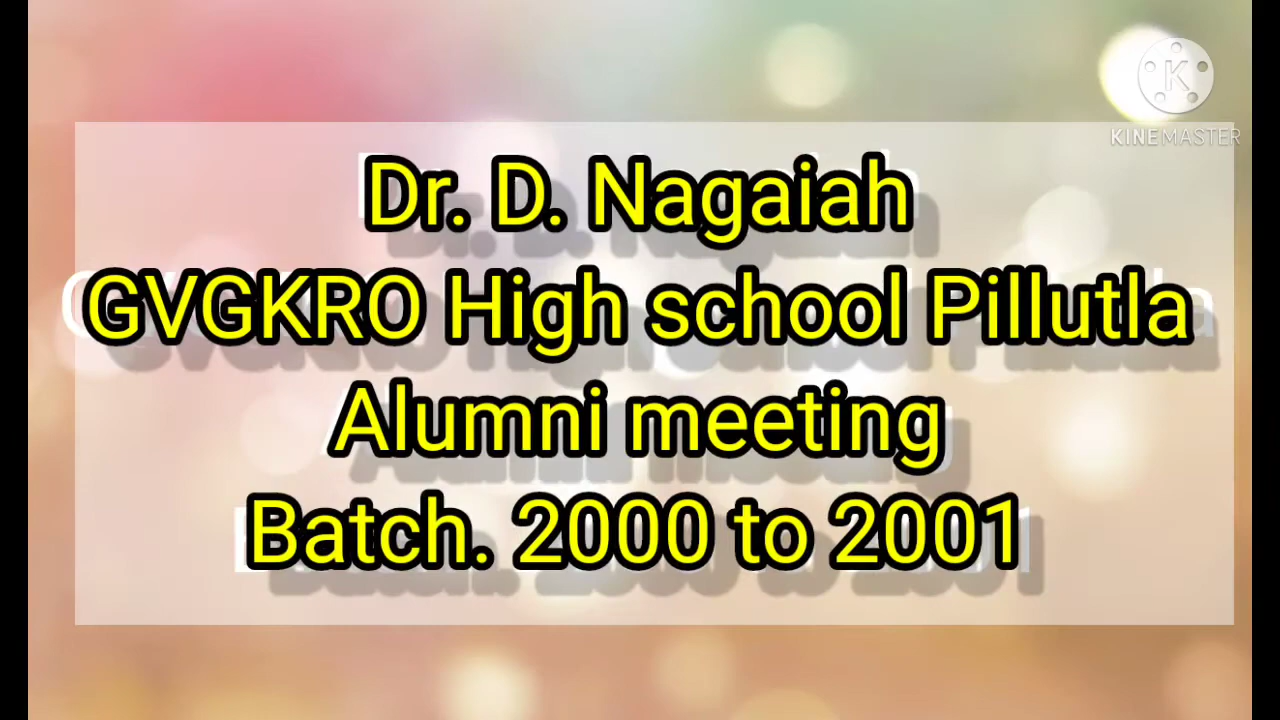 K
KINEMASTER
Dr. D. Nagaiah
GVGKRO High school Pillutla
Alumni meeting
Batch. 2000 to 2001